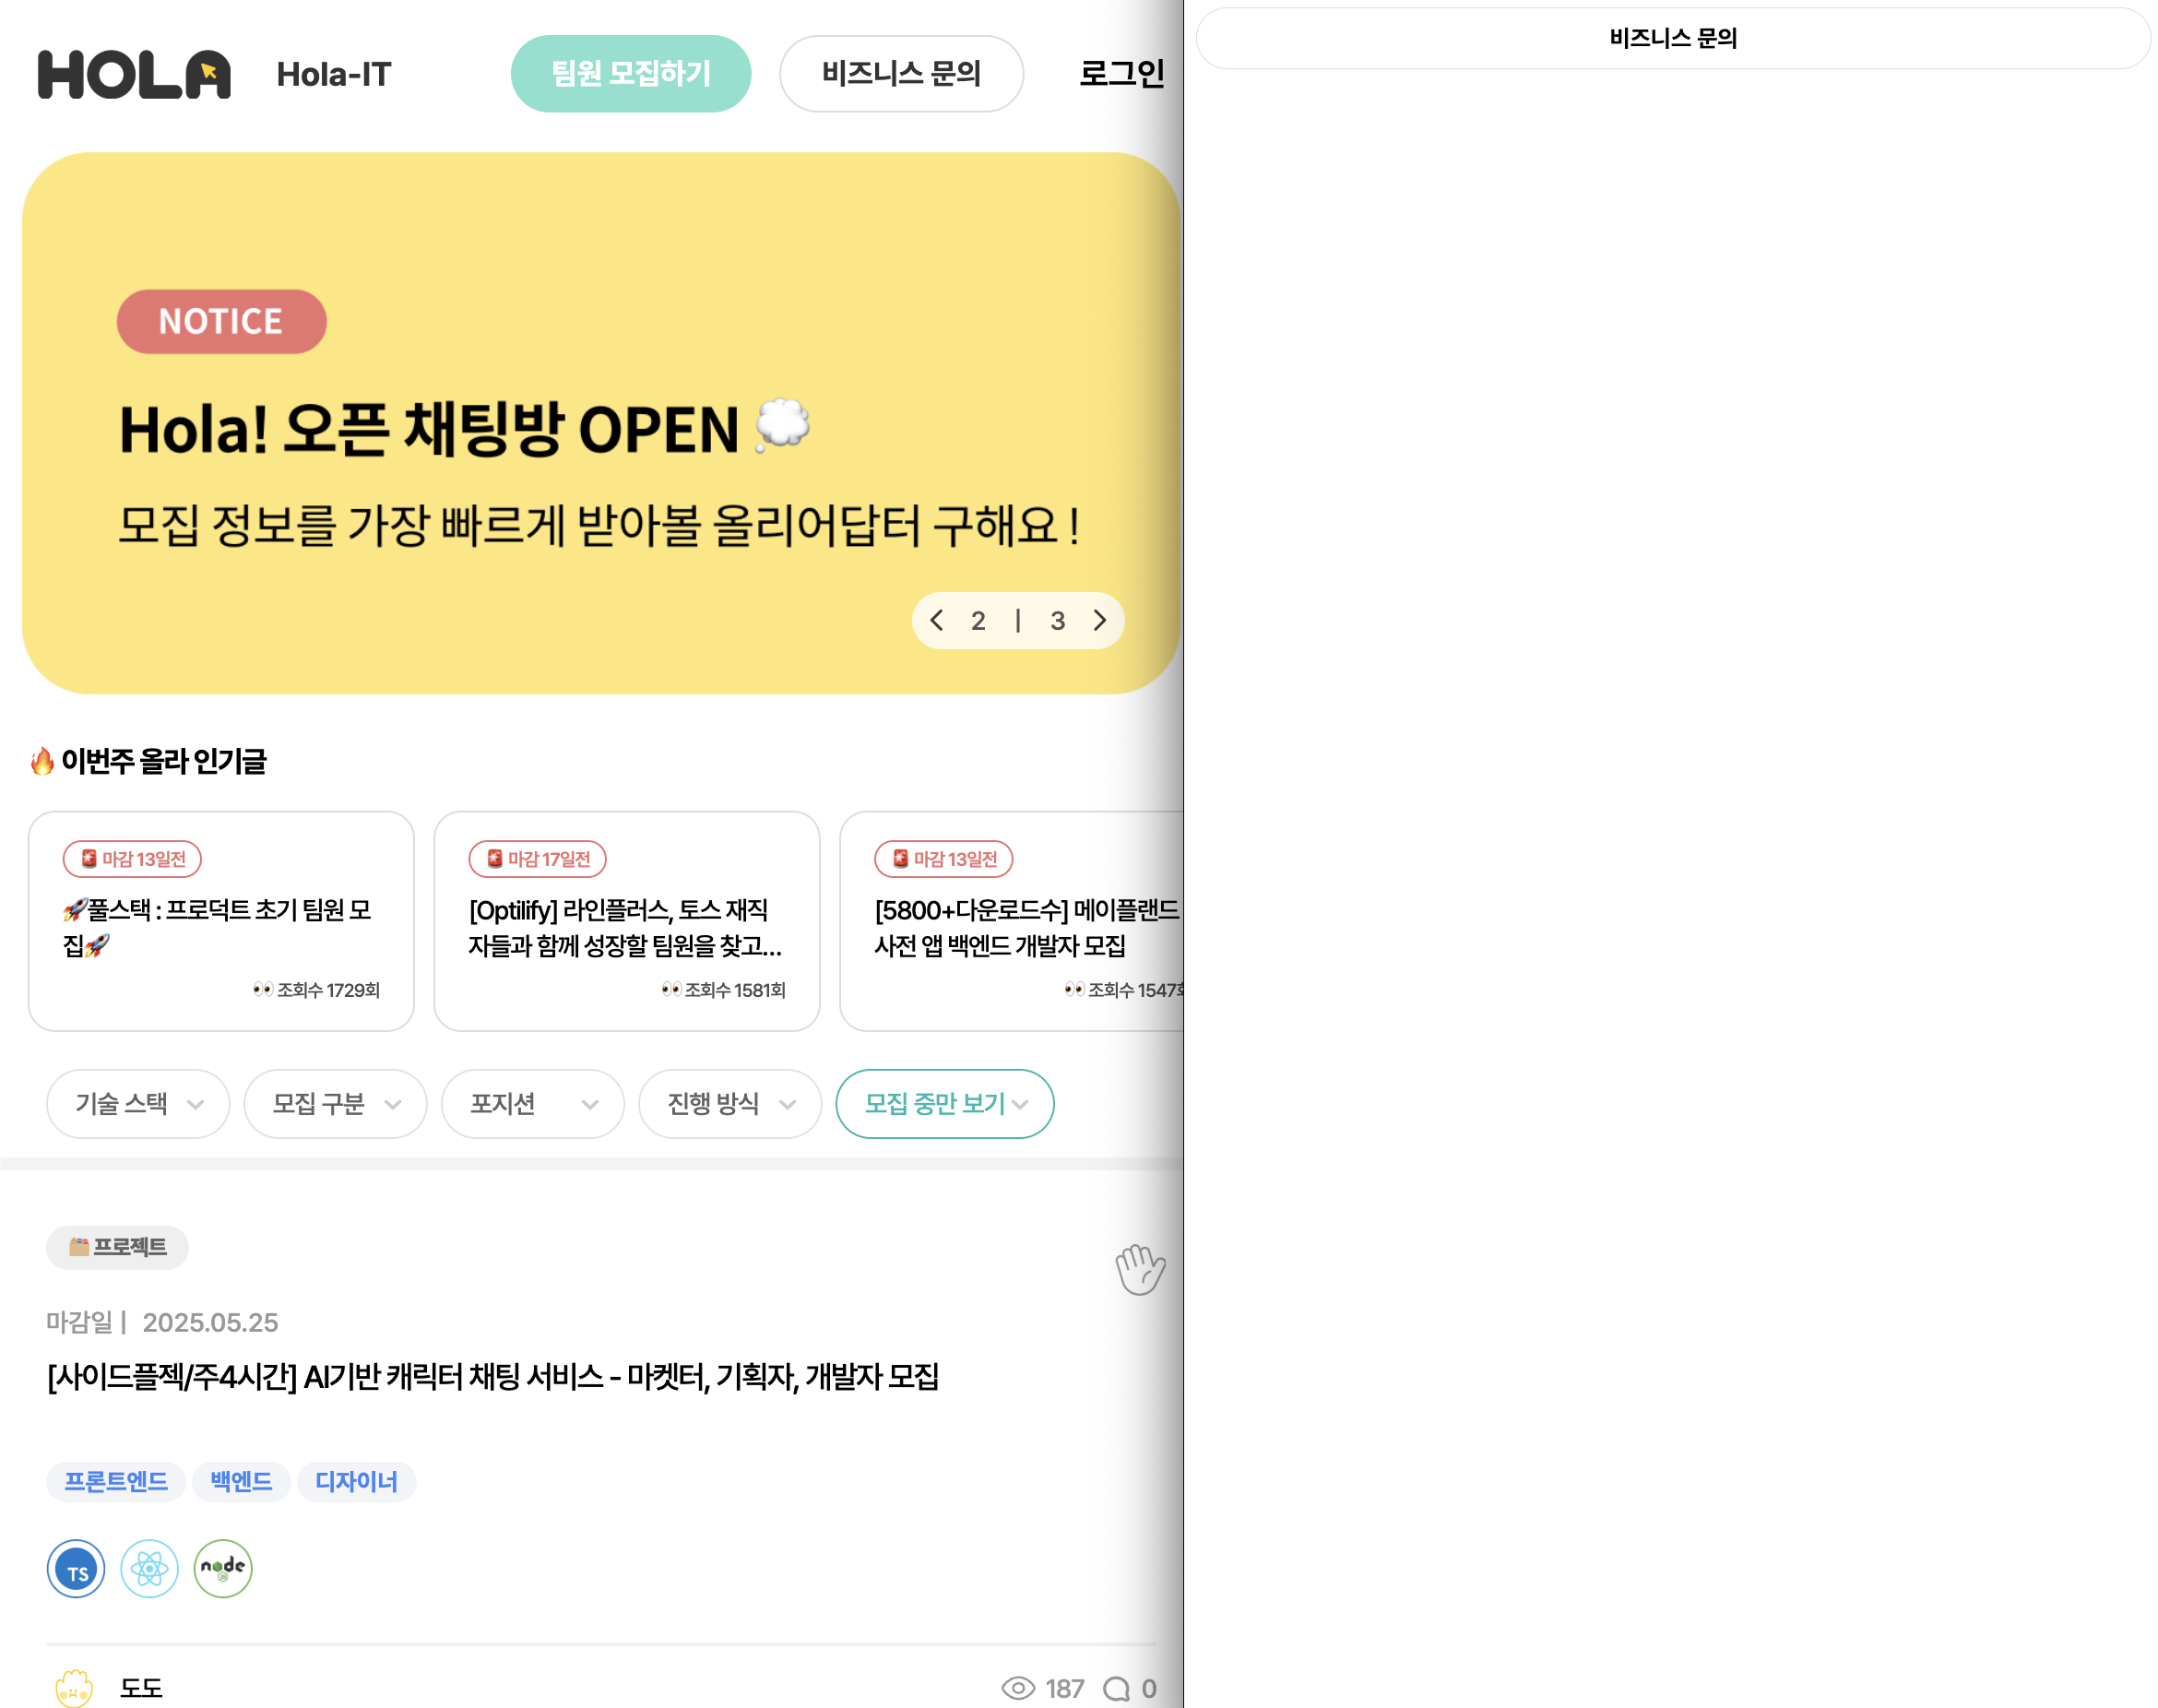 HOLA Hola-IT 팀원 모집하기 비즈니스 문의 로그인
비즈니스 문의
NOTICE
Hola! 오픈 채팅방 OPEN 💭
모집 정보를 가장 빠르게 받아볼 올리어답터 구해요 !
2 | 3
🔥 이번주 올라 인기글
🚨 마감 13일전
🚀풀스택 : 프로덕트 초기 팀원 모
집🚀
👀 조회수 1729회
🚨 마감 17일전
[Optilify] 라인플러스, 토스 재직
자들과 함께 성장할 팀원을 찾고...
👀 조회수 1581회
🚨 마감 13일전
[5800+다운로드수] 메이플랜드
사전 앱 백엔드 개발자 모집
👀 조회수 1547회
기술 스택 모집 구분 포지션 진행 방식 모집 중만 보기
🗂 프로젝트
마감일 | 2025.05.25
[사이드플젝/주4시간] AI기반 캐릭터 채팅 서비스 - 마켓터, 기획자, 개발자 모집
프론트엔드 백엔드 디자이너
TS node JS
도도 187 0